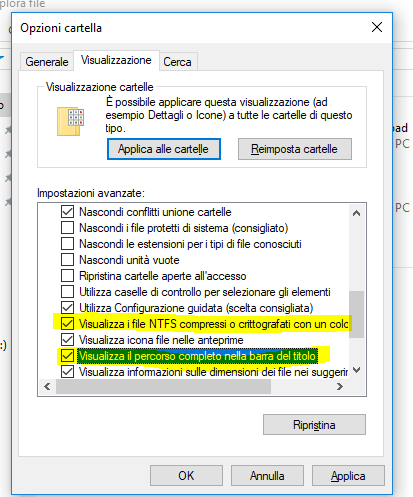 plora file
Opzioni cartella
Generale
Visualizzazione
Cerca
Visualizzazione cartelle
È possibile applicare questa visualizzazione (ad
esempio Dettagli o Icone) a tutte le cartelle di questo
tipo.
Applica alle cartelle
Reimposta cartelle
Impostazioni avanzate:
Nascondi conflitti unione cartelle
Nascondi i file protetti di sistema (consigliato)
Nascondi le estensioni per i tipi di file conosciuti
Nascondi unità vuote
Ripristina cartelle aperte all'accesso
Utilizza caselle di controllo per selezionare gli elementi
Utilizza Configurazione guidata (scelta consigliata)
Visualizza i file NTFS compressi o crittografati con un colo
Visualizza icona file nelle anteprime
Visualizza il percorso completo nella barra del titolo
Visualizza informazioni sulle dimensioni dei file nei suggerin
Ripristina
OK
Annulla
Applica
oad
PC
PC
:)